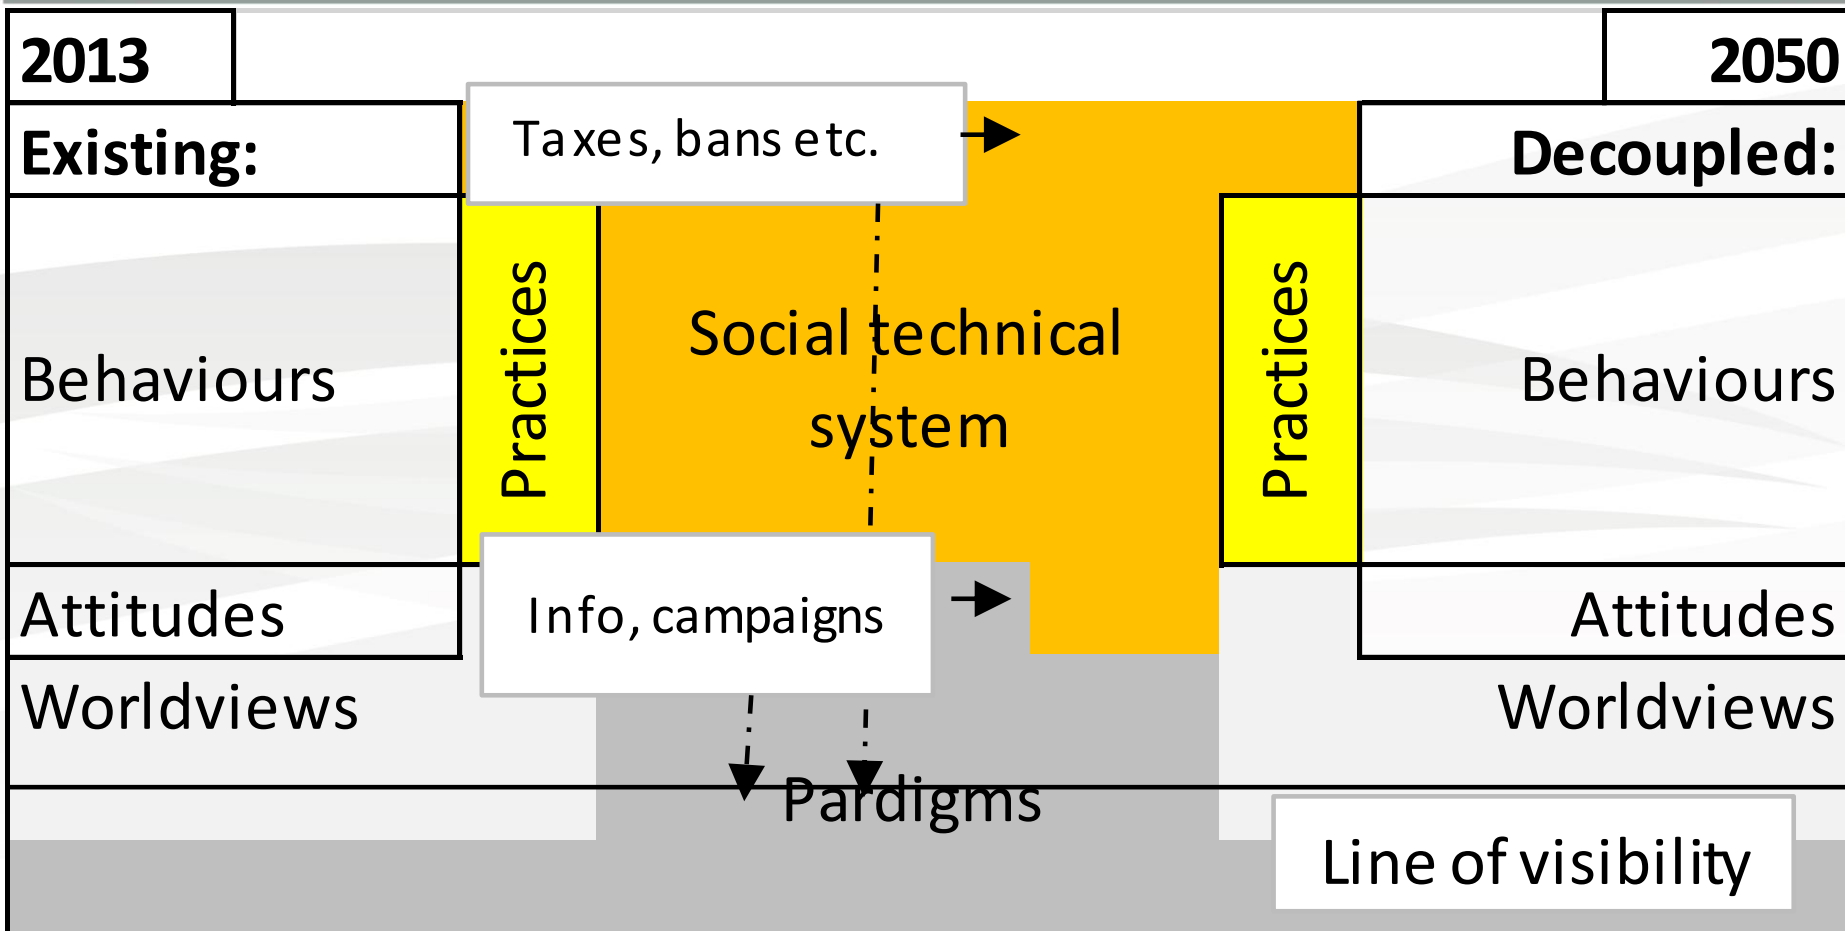 2013
2050
Taxes, bans etc.
Existing:
Decoupled:
Practices
Social technical
system
Practices
Behaviours
Behaviours
Info, campaigns
Attitudes
Attitudes
Worldviews
Worldviews
Pardigms
Line of visibility